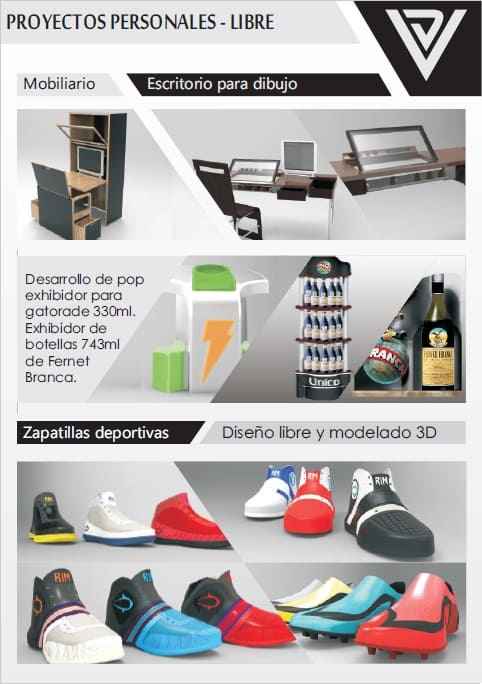 PROYECTOS PERSONALES - LIBRE
Mobiliario
Escritorio para dibujo
Desarrollo de pop
exhibidor para
gatorade 330ml.
Exhibidor de
botellas 743ml
de Fernet
Branca.
Unico
BRANCA
FERNET BRANCA
Zapatillas deportivas
Diseño libre y modelado 3D
RIM
RIM
RIM
RIM